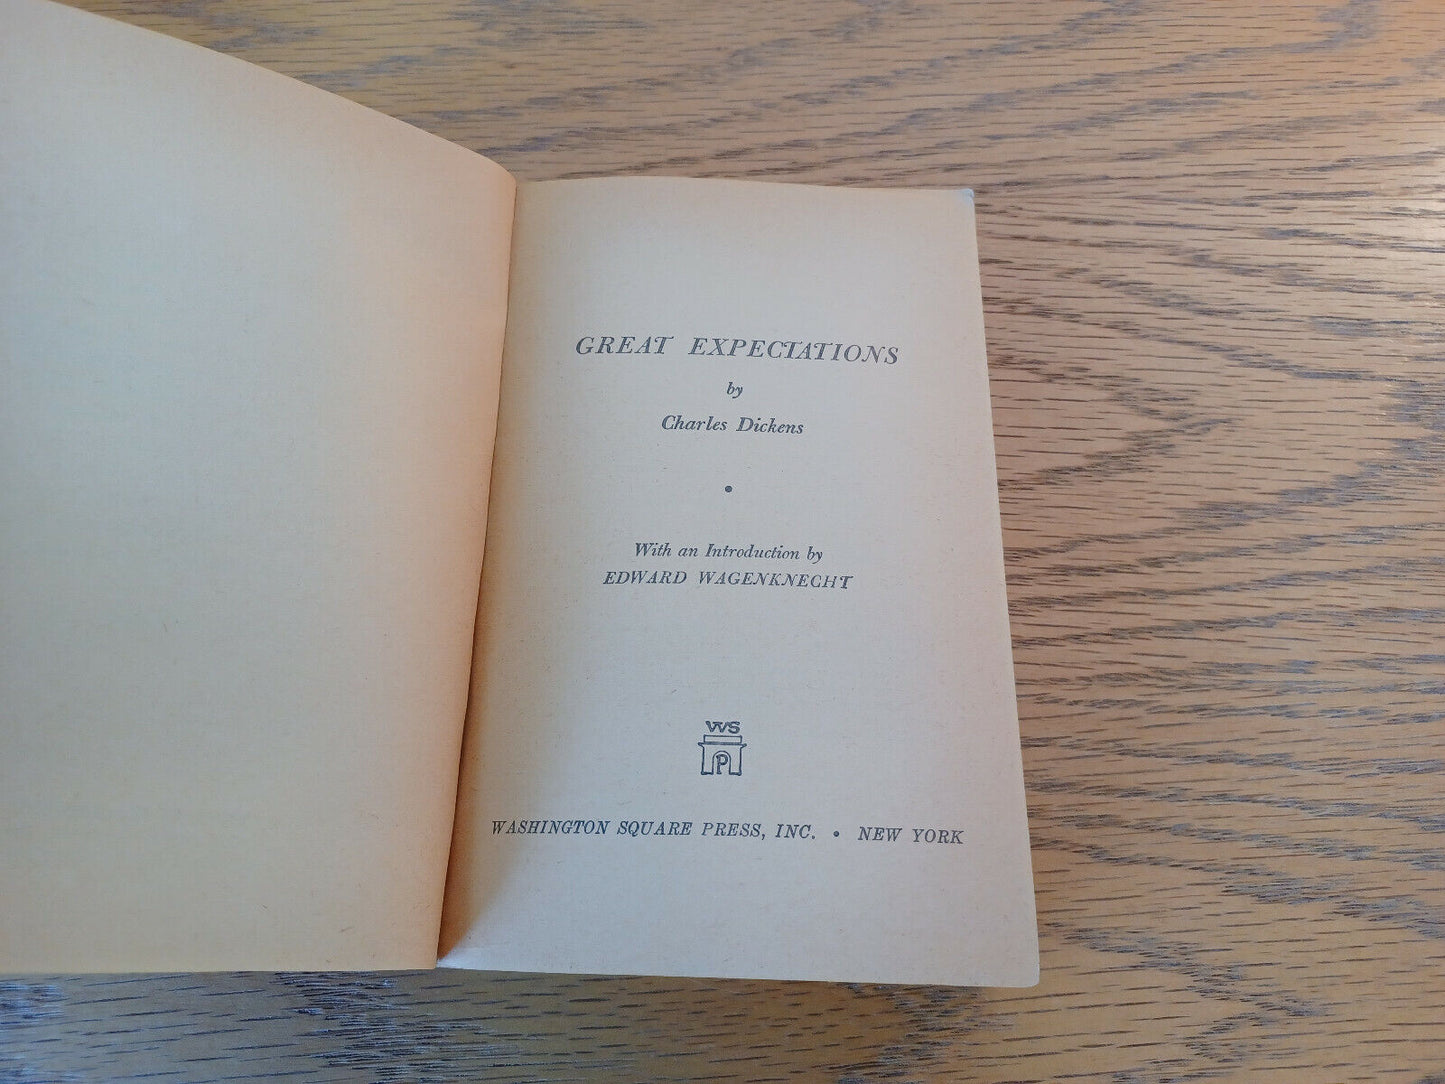 GREAT EXPECTATIONS
by
Charles Dickens
•
With an Introduction by
EDWARD WAGENKNECHT
WS
P
WASHINGTON SQUARE PRESS, INC. • NEW YORK